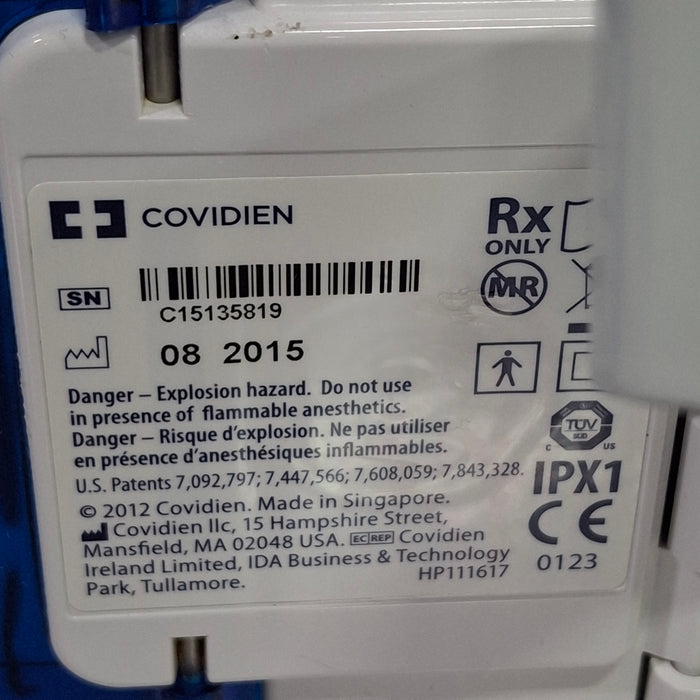 COVIDIEN
Rx
ONLY
SN
C15135819
MR
08 2015
Danger – Explosion hazard. Do not use
in presence of flammable anesthetics.
Danger – Risque d'explosion. Ne pas utiliser
en présence d'anesthésiques inflammables.
TÜV
SÜD
C US
U.S. Patents 7,092,797; 7,447,566; 7,608,059; 7,843,328.
IPX1
© 2012 Covidien. Made in Singapore.
Covidien llc, 15 Hampshire Street,
Mansfield, MA 02048 USA. EC REP Covidien
Ireland Limited, IDA Business & Technology
Park, Tullamore.
HP111617
CE
0123